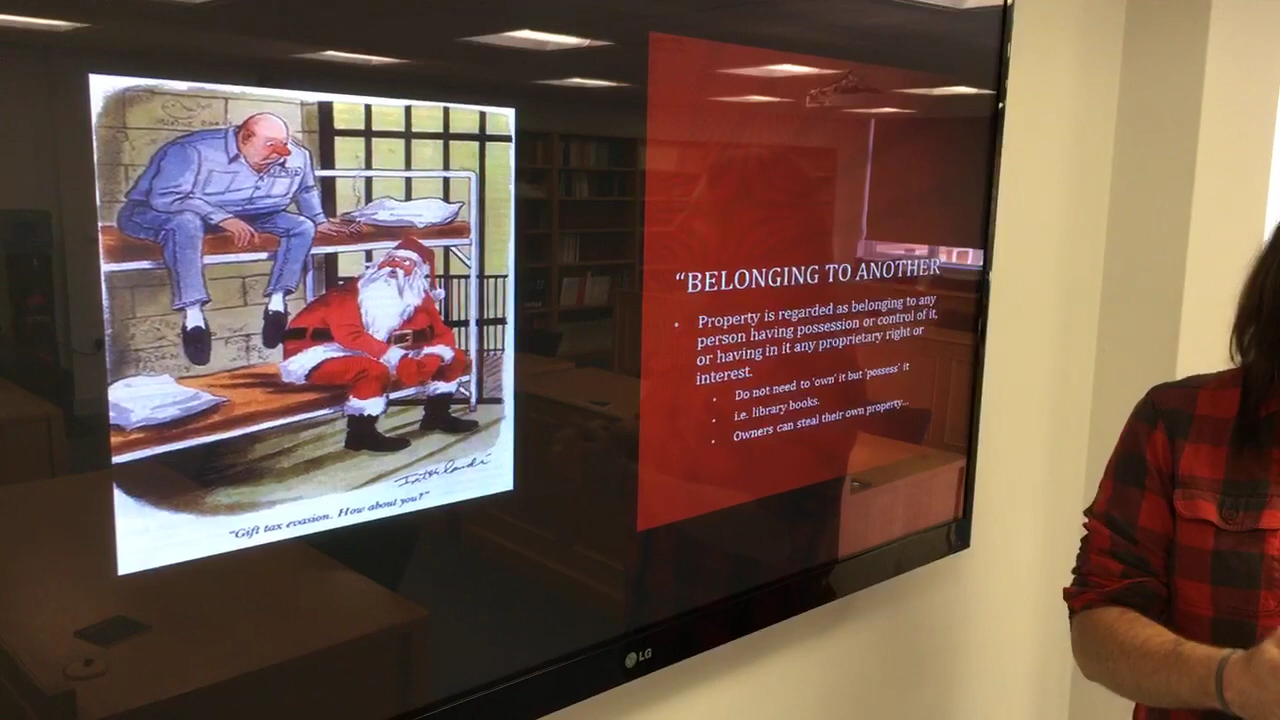 Interlandi
"Gift tax evasion. How about you?"
"BELONGING TO ANOTHER
• Property is regarded as belonging to any
person having possession or control of it,
or having in it any proprietary right or
interest.
• Do not need to 'own' it but 'possess' it
• i.e. library books.
• Owners can steal their own property...
LG